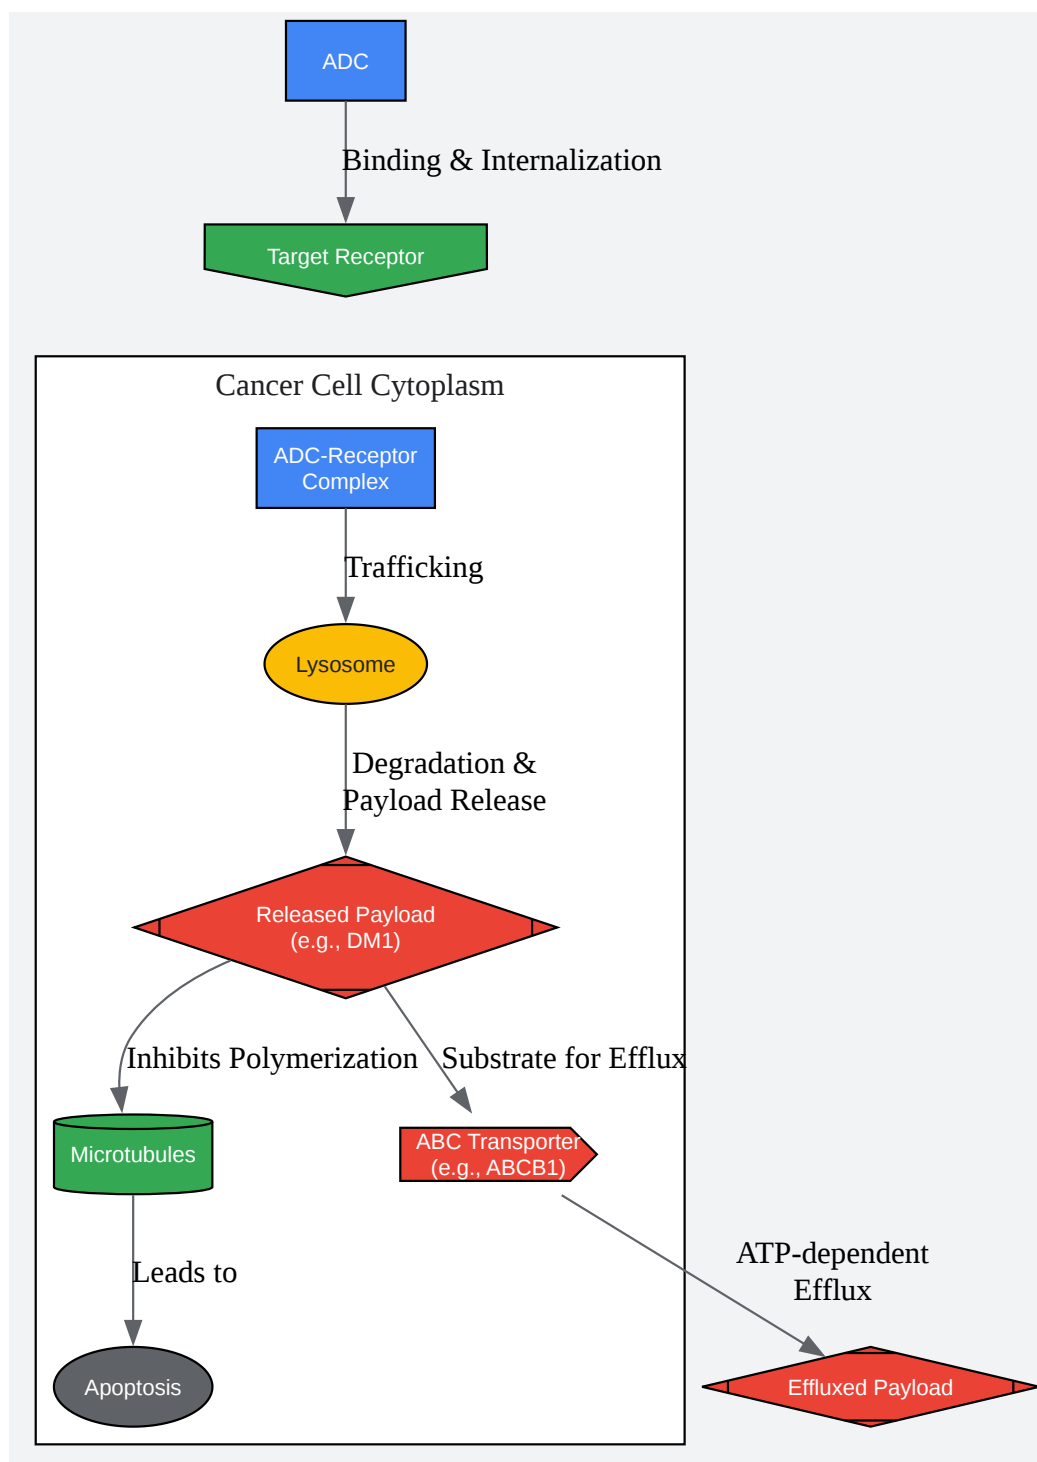 ADC
Binding & Internalization
Target Receptor
Cancer Cell Cytoplasm
ADC-Receptor
Complex
Trafficking
Lysosome
Degradation &
Payload Release
Released Payload
(e.g., DM1)
Inhibits Polymerization
Substrate for Efflux
Microtubules
ABC Transporter
(e.g., ABCB1)
Leads to
ATP-dependent
Efflux
Apoptosis
Effluxed Payload